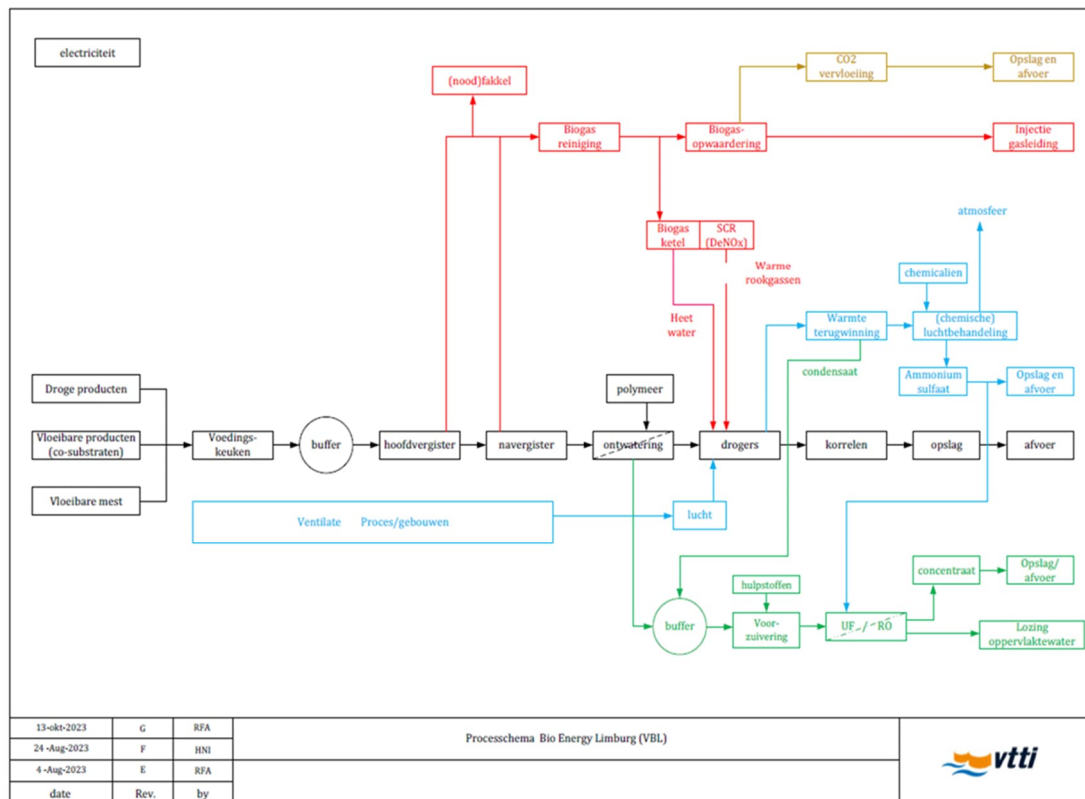 electriciteit
(nood)fakkel
CO2
vervloeiing
Opslag en
afvoer
Biogas
reiniging
Biogas-
opwaardering
Injectie
gasleiding
Biogas
ketel
SCR
(DeNOx)
Warme
rookgassen
Heet
water
atmosfeer
chemicalien
Warmte
terugwinning
(chemische)
luchtbehandeling
condensaat
Ammonium
sulfaat
Opslag en
afvoer
polymeer
Droge producten
Vloeibare producten
(co-substraten)
Vloeibare mest
Voedings-
keuken
buffer
hoofdvergister
navergister
ontwatering
drogers
korrelen
opslag
afvoer
Ventilate Proces/gebouwen
lucht
hulpstoffen
buffer
Voor-
zuivering
UF / RO
concentraat
Opslag/
afvoer
Lozing
oppervlaktewater
13-okt-2023 G RFA
24-Aug-2023 F HNI
4-Aug-2023 E RFA
date Rev. by
Processchema Bio Energy Limburg (VBL)
vtti